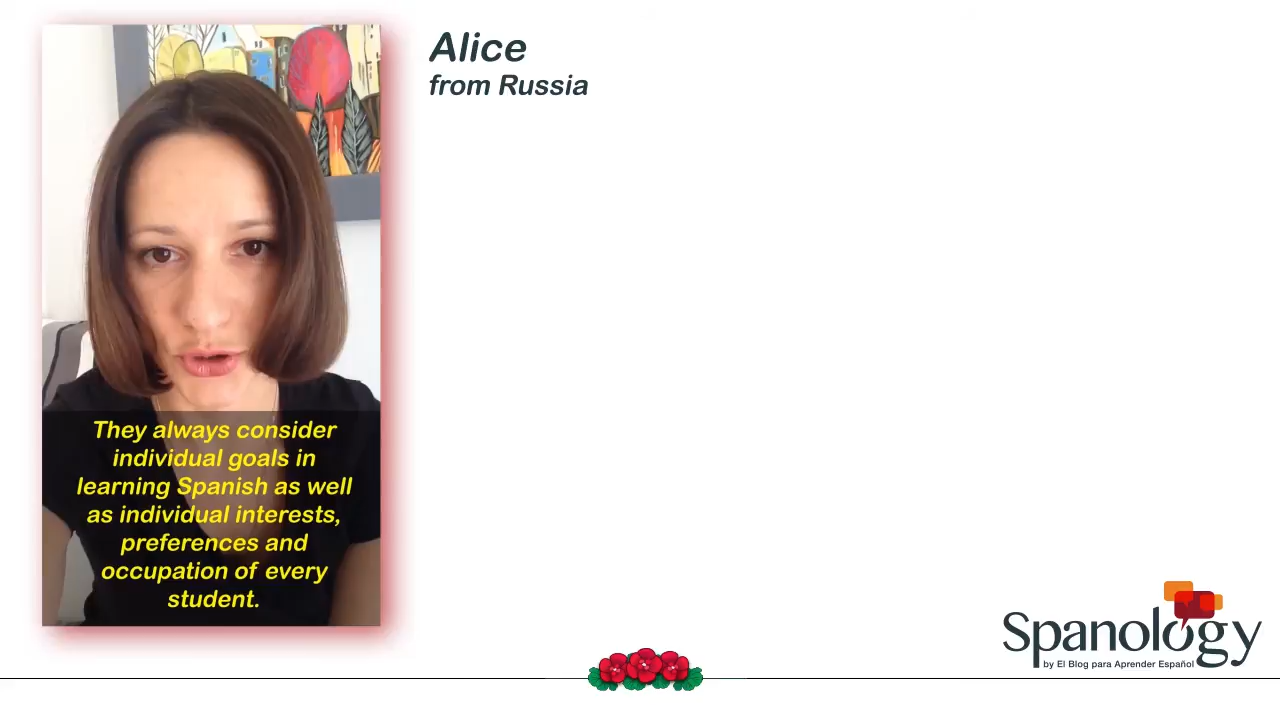 Alice
from Russia
They always consider
individual goals in
learning Spanish as well
as individual interests,
preferences and
occupation of every
student.
Spanology
by El Blog para Aprender Español